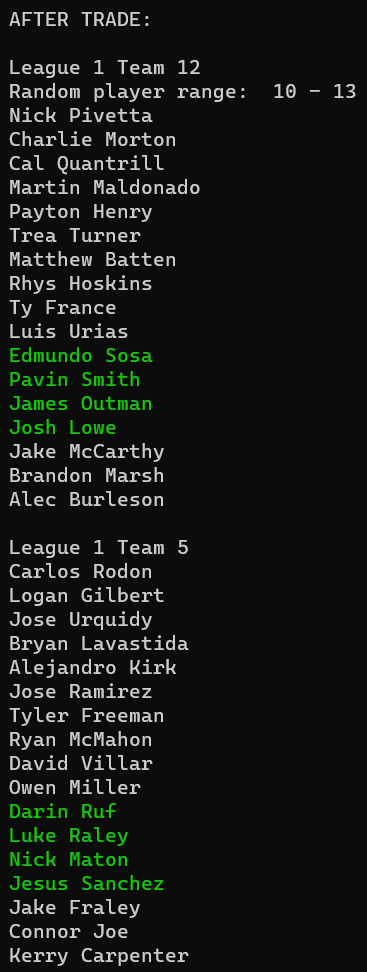 AFTER TRADE:
League 1 Team 12
Random player range:  10 - 13
Nick Pivetta
Charlie Morton
Cal Quantrill
Martin Maldonado
Payton Henry
Trea Turner
Matthew Batten
Rhys Hoskins
Ty France
Luis Urias
Edmundo Sosa
Pavin Smith
James Outman
Josh Lowe
Jake McCarthy
Brandon Marsh
Alec Burleson
League 1 Team 5
Carlos Rodon
Logan Gilbert
Jose Urquidy
Bryan Lavastida
Alejandro Kirk
Jose Ramirez
Tyler Freeman
Ryan McMahon
David Villar
Owen Miller
Darin Ruf
Luke Raley
Nick Maton
Jesus Sanchez
Jake Fraley
Connor Joe
Kerry Carpenter